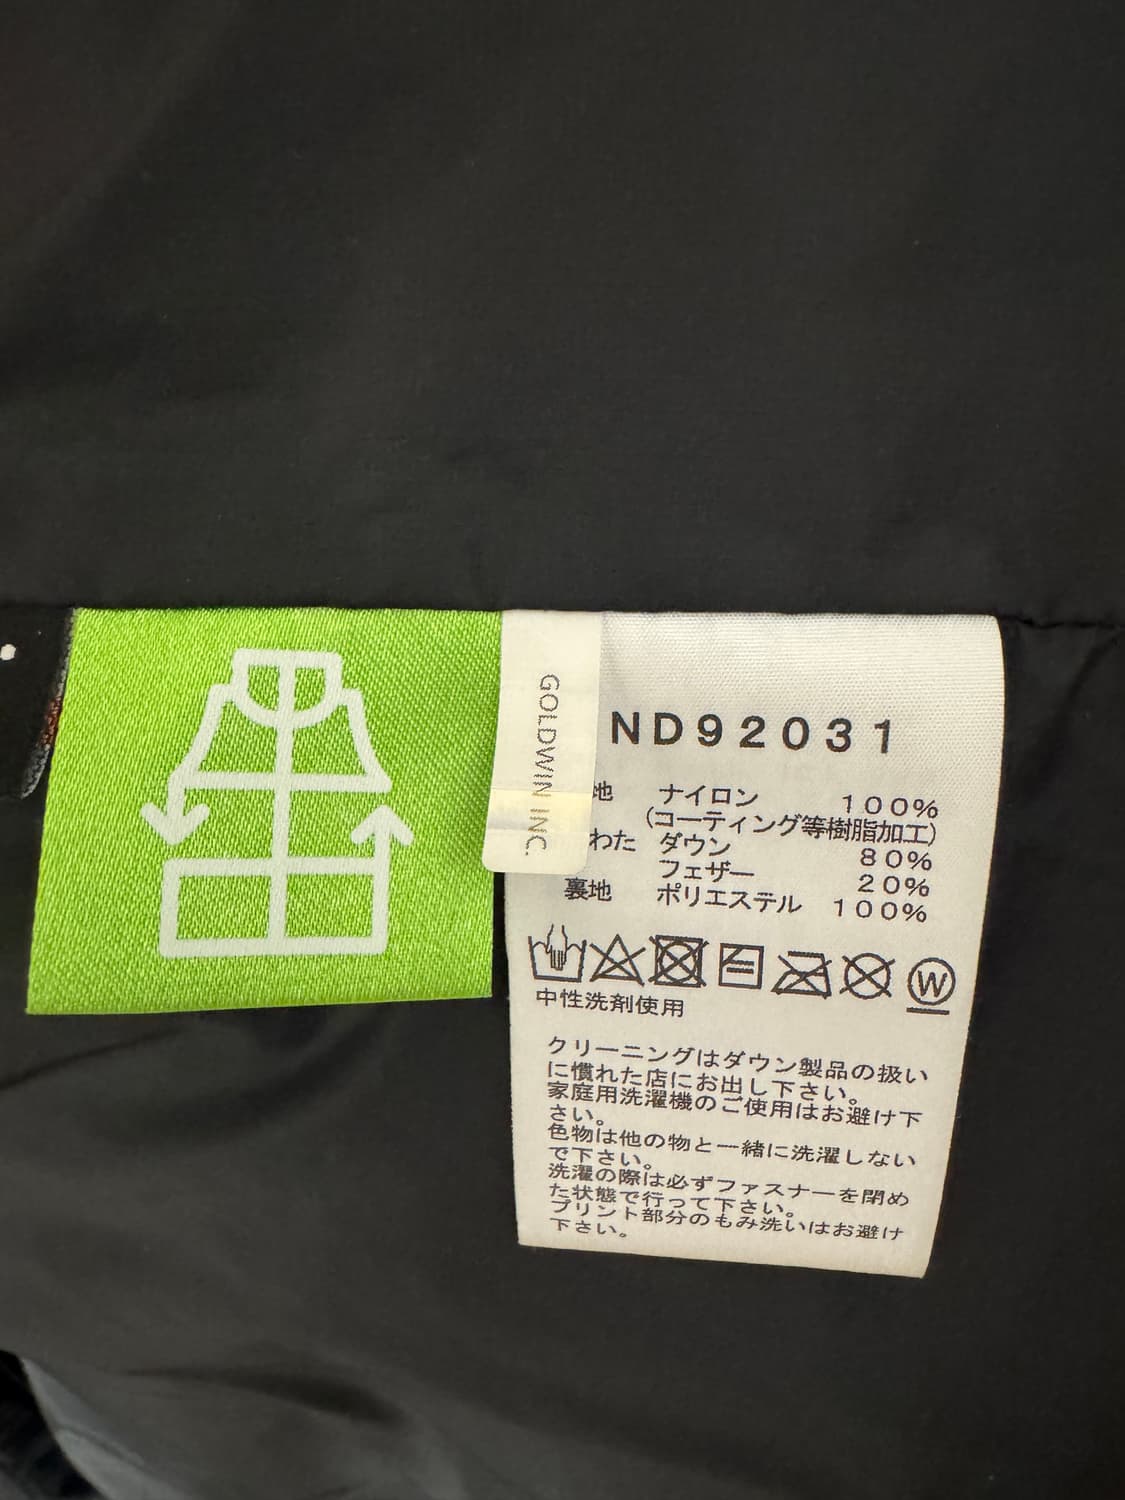 GOLDWIN INC.
ND92031
地 ナイロン 100%
(コーティング等樹脂加工)
わた ダウン 80%
フェザー 20%
裏地 ポリエステル 100%
W
中性洗剤使用
クリーニングはダウン製品の扱い
に慣れた店にお出し下さい。
家庭用洗濯機のご使用はお避け下
さい。
色物は他の物と一緒に洗濯しない
で下さい。
洗濯の際は必ずファスナーを閉め
た状態で行って下さい。
プリント部分のもみ洗いはお避け
下さい。